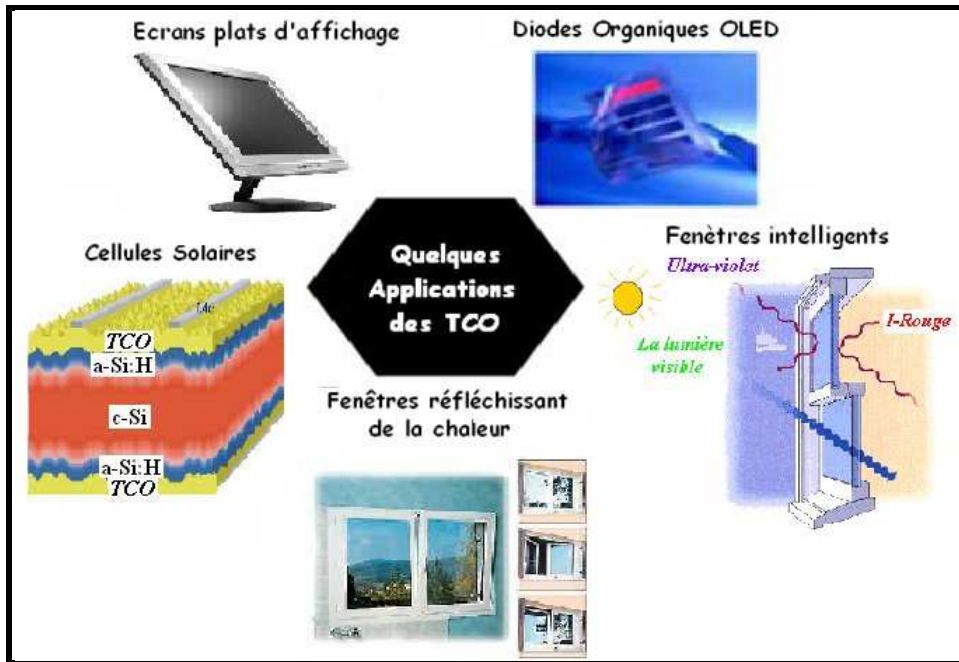 Ecrans plats d'affichage
Diodes Organiques OLED
Cellules Solaires
TCO
a-Si:H
c-Si
a-Si:H
TCO
Quelques
Applications
des TCO
Fenètres intelligents
Ultra-violet
I-Rouge
La lumière
visible
Fenêtres réfléchissant
de la chaleur